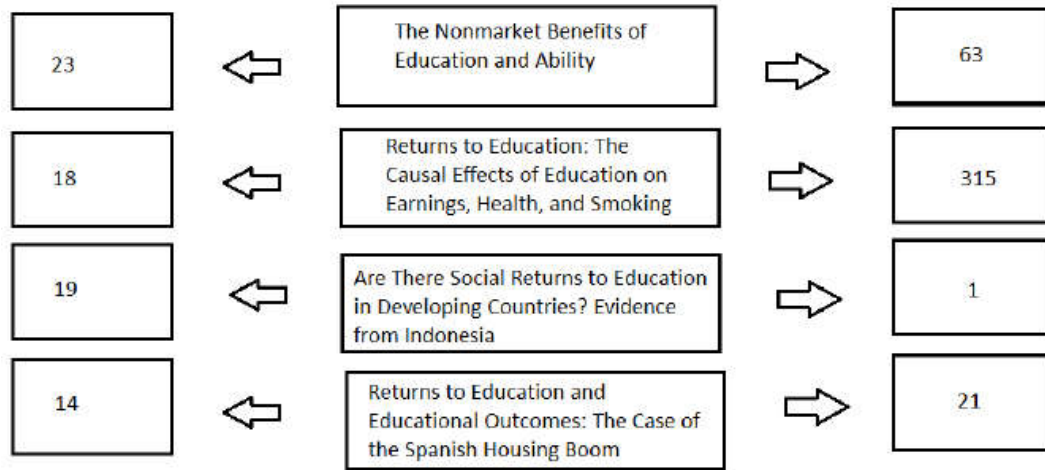 23
The Nonmarket Benefits of
Education and Ability
63
18
Returns to Education: The
Causal Effects of Education on
Earnings, Health, and Smoking
315
19
Are There Social Returns to Education
in Developing Countries? Evidence
from Indonesia
1
14
Returns to Education and
Educational Outcomes: The Case of
the Spanish Housing Boom
21